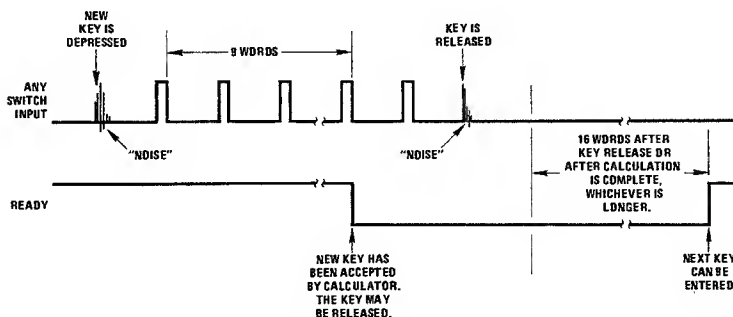 NEW
KEY IS
DEPRESSED
9 WORDS
KEY IS
RELEASED
ANY
SWITCH
INPUT
"NOISE"
"NOISE"
16 WORDS AFTER
KEY RELEASE OR
AFTER CALCULATION
IS COMPLETE,
WHICHEVER IS
LONGER.
READY
NEW KEY HAS
BEEN ACCEPTED
BY CALCULATOR.
THE KEY MAY
BE RELEASED.
NEXT KEY
CAN BE
ENTERED